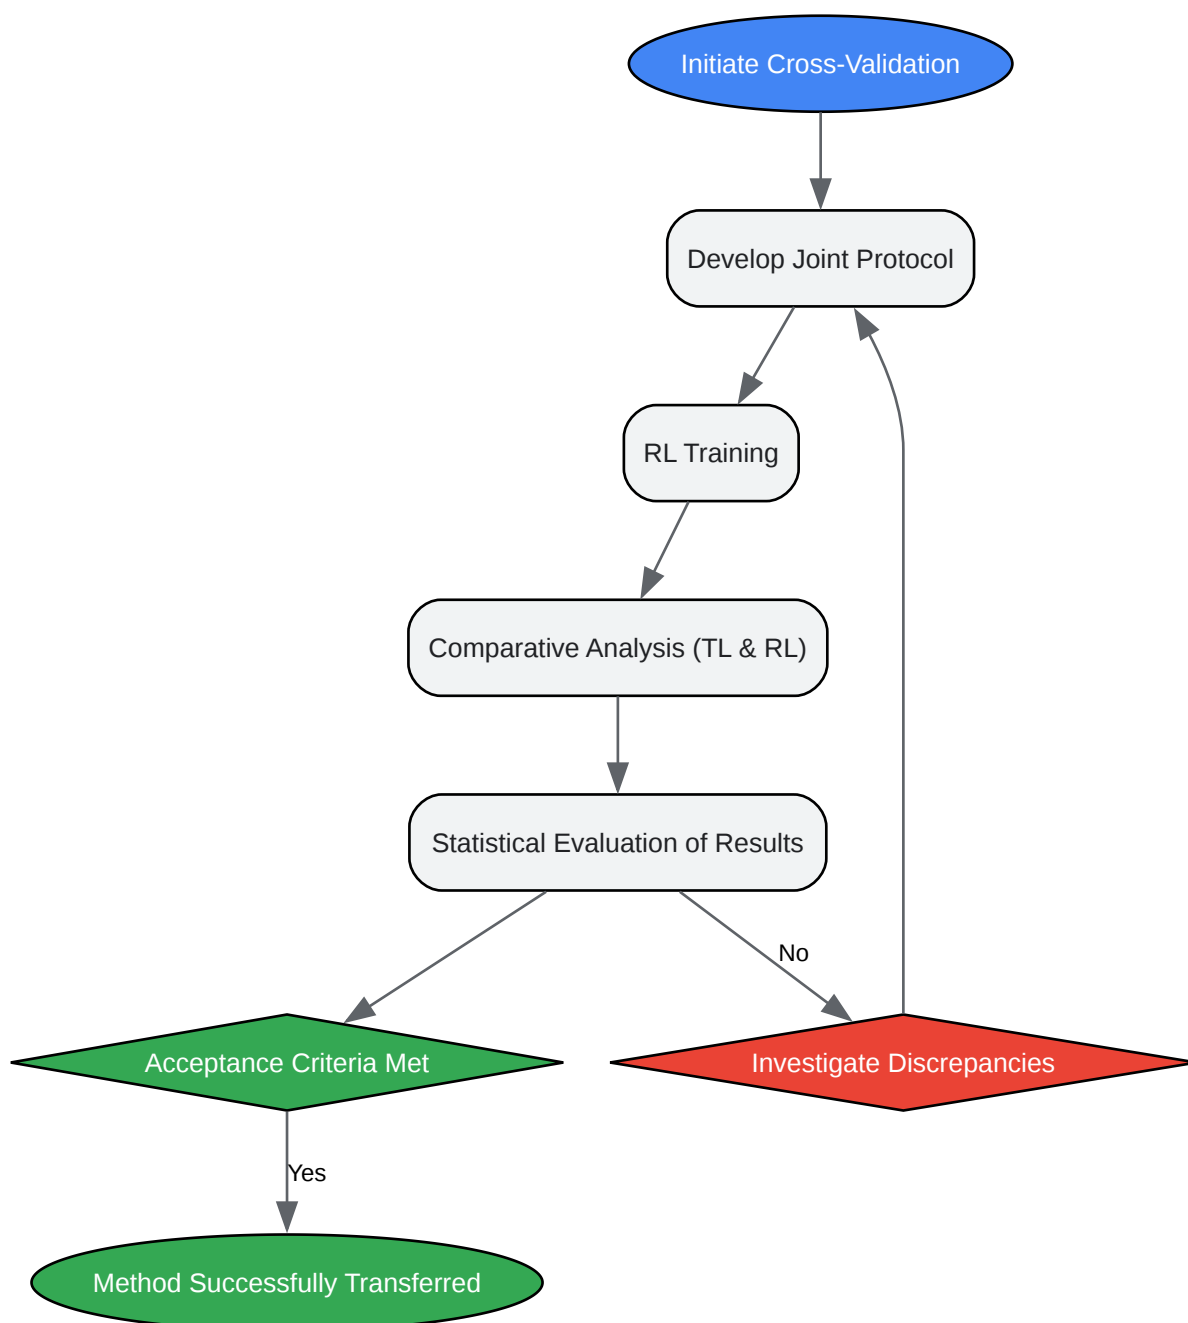 Initiate Cross-Validation
Develop Joint Protocol
RL Training
Comparative Analysis (TL & RL)
Statistical Evaluation of Results
No
Acceptance Criteria Met
Investigate Discrepancies
Yes
Method Successfully Transferred